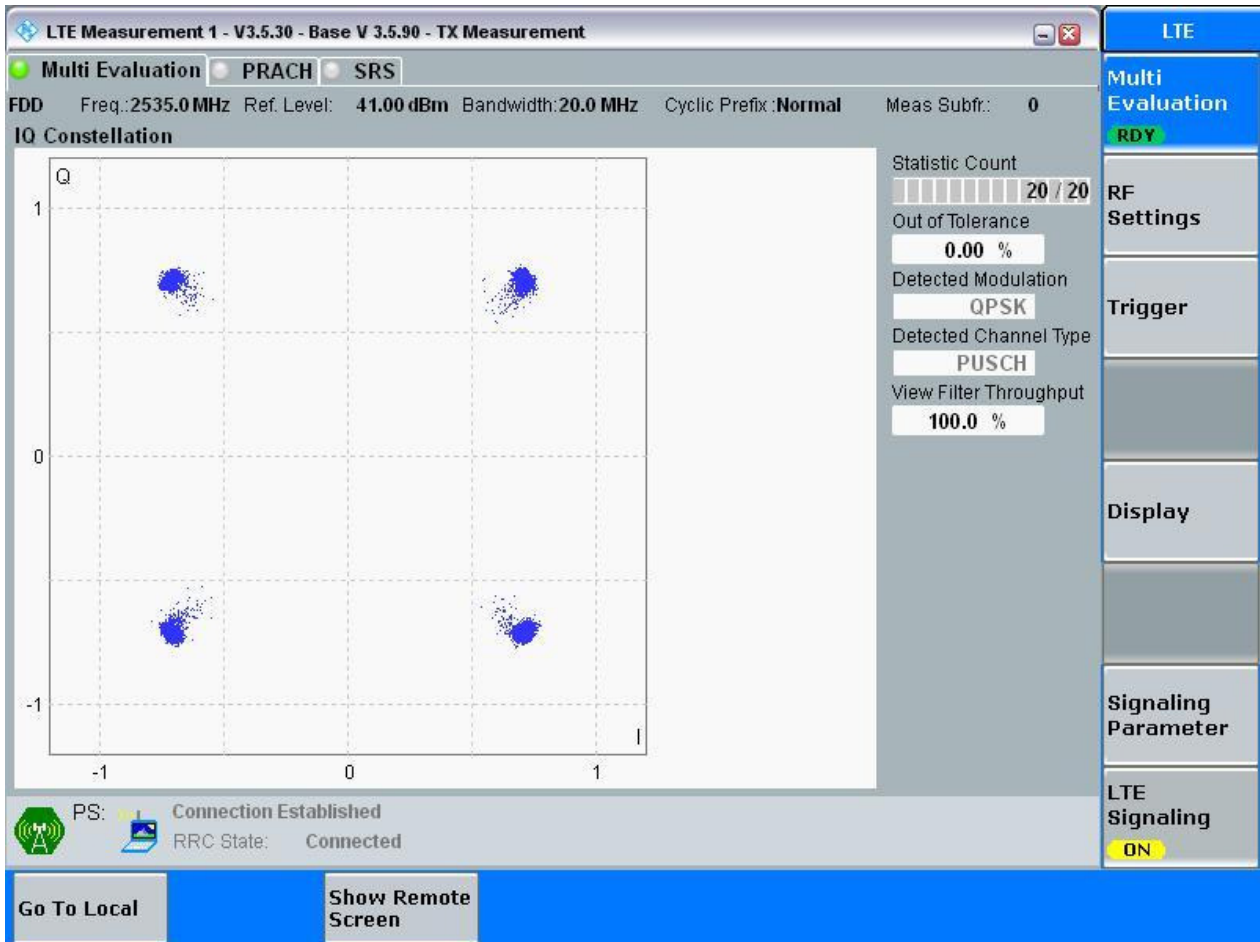 LTE Measurement 1 - V3.5.30 - Base V 3.5.90 - TX Measurement
Multi Evaluation PRACH SRS
FDD Freq.:2535.0 MHz Ref. Level: 41.00 dBm Bandwidth:20.0 MHz Cyclic Prefix :Normal Meas Subfr.: 0
IQ Constellation
Q
1
0
-1
I
-1 0 1
Statistic Count
20 / 20
Out of Tolerance
0.00 %
Detected Modulation
QPSK
Detected Channel Type
PUSCH
View Filter Throughput
100.0 %
LTE
Multi
Evaluation
RDY
RF
Settings
Trigger
Display
Signaling
Parameter
LTE
Signaling
ON
PS: Connection Established
RRC State: Connected
Go To Local
Show Remote
Screen